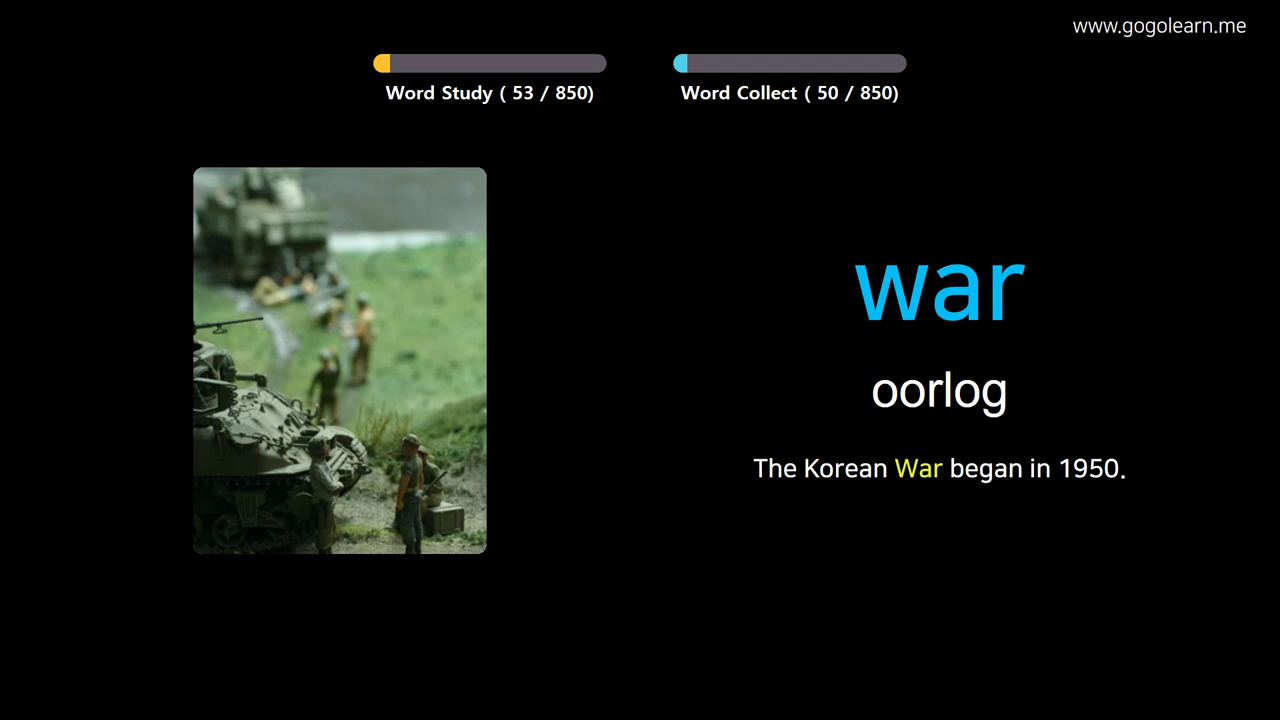 www.gogolearn.me
Word Study ( 53 / 850)
Word Collect ( 50 / 850)
war
oorlog
The Korean War began in 1950.